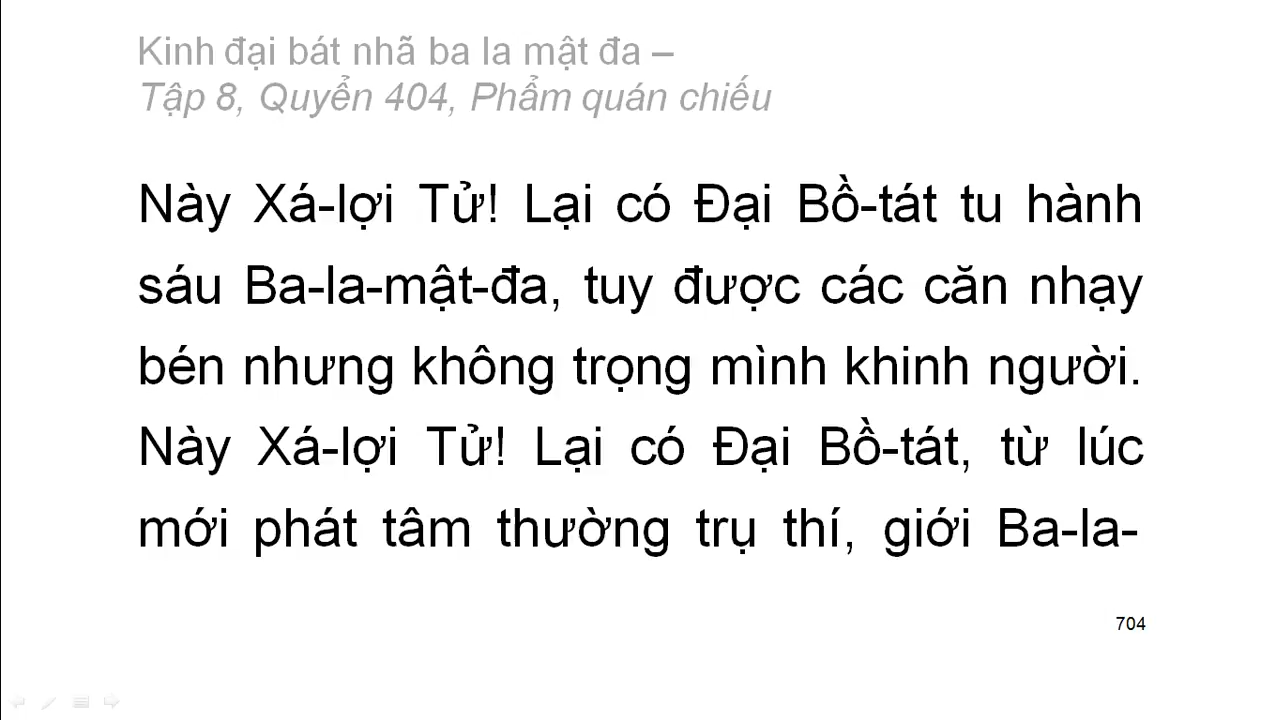 Kinh đại bát nhã ba la mật đa –
Tập 8, Quyển 404, Phẩm quán chiếu
Này Xá-lợi Tử! Lại có Đại Bồ-tát tu hành
sáu Ba-la-mật-đa, tuy được các căn nhạy
bén nhưng không trọng mình khinh người.
Này Xá-lợi Tử! Lại có Đại Bồ-tát, từ lúc
mới phát tâm thường trụ thí, giới Ba-la-
704